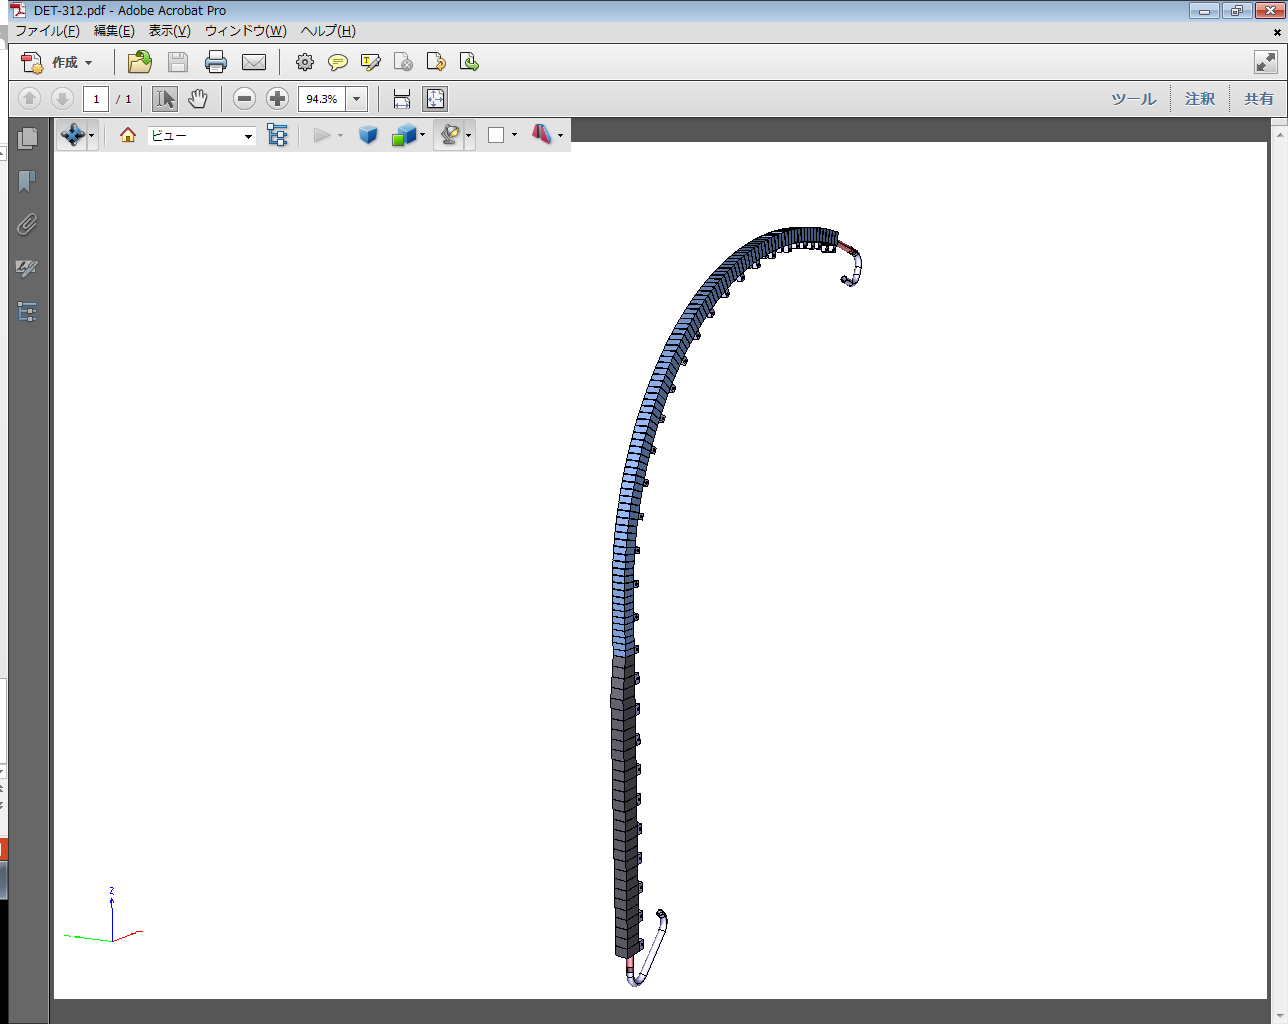 DET-312.pdf - Adobe Acrobat Pro
ファイル(F) 編集(E) 表示(V) ウィンドウ(W) ヘルプ(H)
作成
1 / 1 94.3% ツール 注釈 共有
ビュー
z